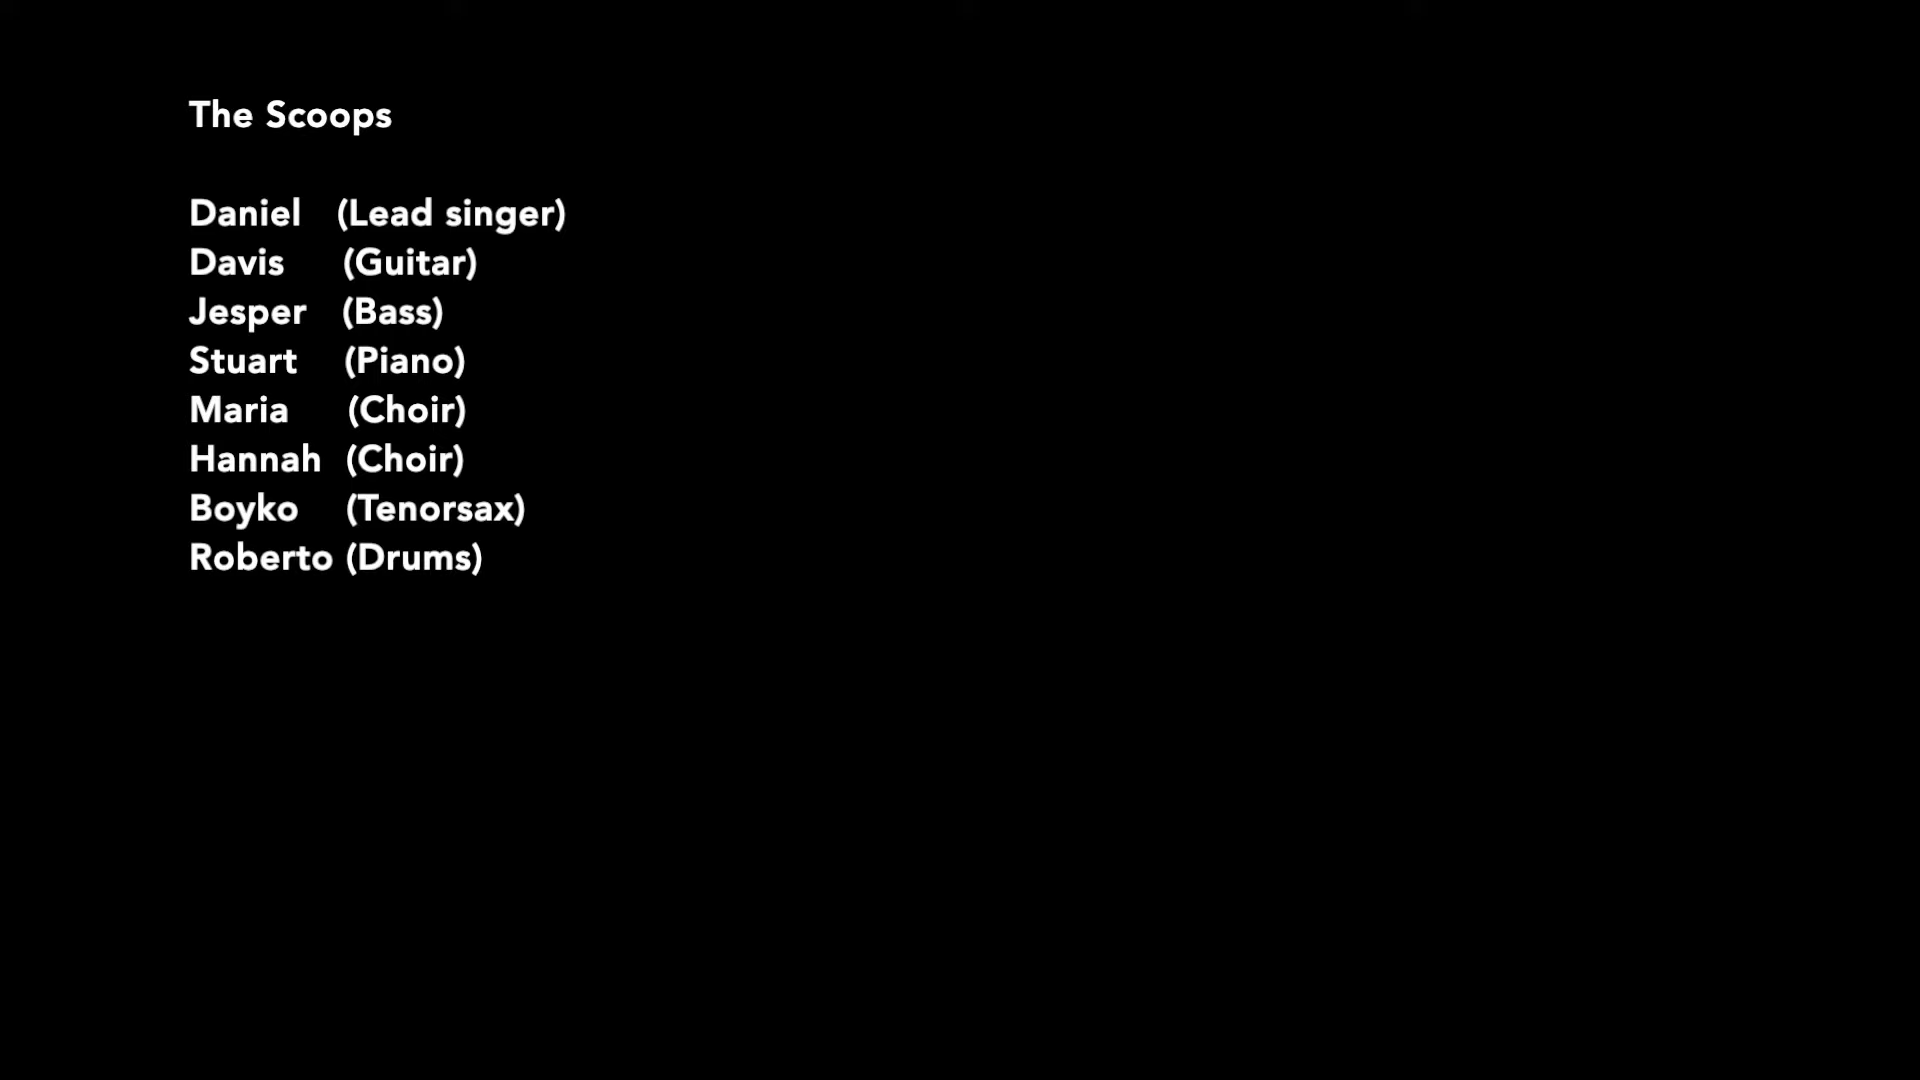 The Scoops
Daniel (Lead singer)
Davis (Guitar)
Jesper (Bass)
Stuart (Piano)
Maria (Choir)
Hannah (Choir)
Boyko (Tenorsax)
Roberto (Drums)